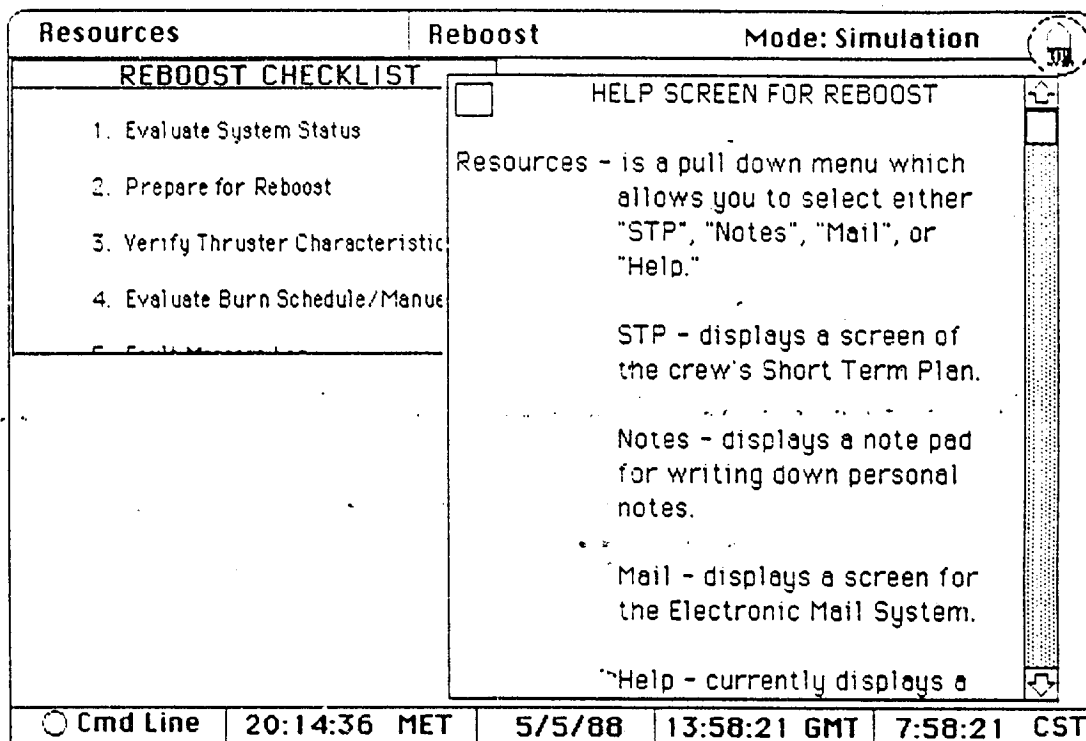 Resources Reboost Mode: Simulation
REBOOST CHECKLIST
1. Evaluate System Status
2. Prepare for Reboost
3. Verify Thruster Characteristic
4. Evaluate Burn Schedule/Manue
HELP SCREEN FOR REBOOST
Resources - is a pull down menu which
allows you to select either
"STP", "Notes", "Mail", or
"Help."
STP - displays a screen of
the crew's Short Term Plan.
Notes - displays a note pad
for writing down personal
notes.
Mail - displays a screen for
the Electronic Mail System.
Help - currently displays a
Cmd Line 20:14:36 MET 5/5/88 13:58:21 GMT 7:58:21 CST